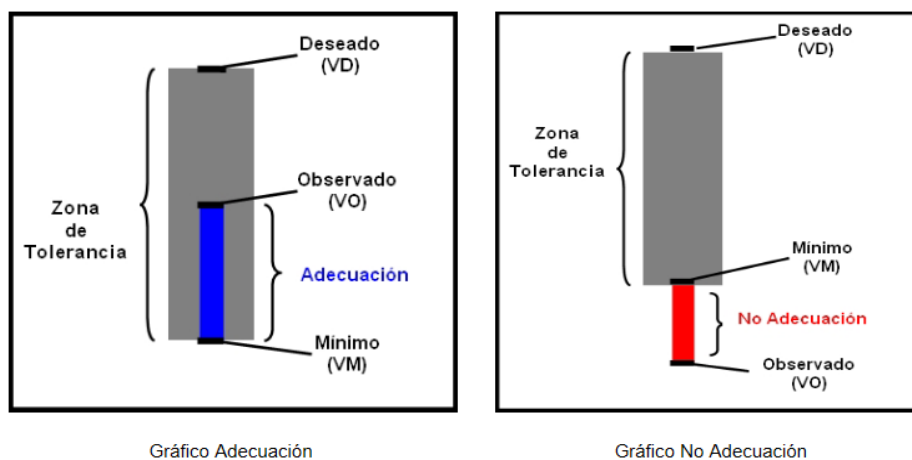 Deseado
(VD)
Zona
de
Tolerancia
Observado
(VO)
Adecuación
Mínimo
(VM)
Gráfico Adecuación
Deseado
(VD)
Zona
de
Tolerancia
Mínimo
(VM)
No Adecuación
Observado
(VO)
Gráfico No Adecuación